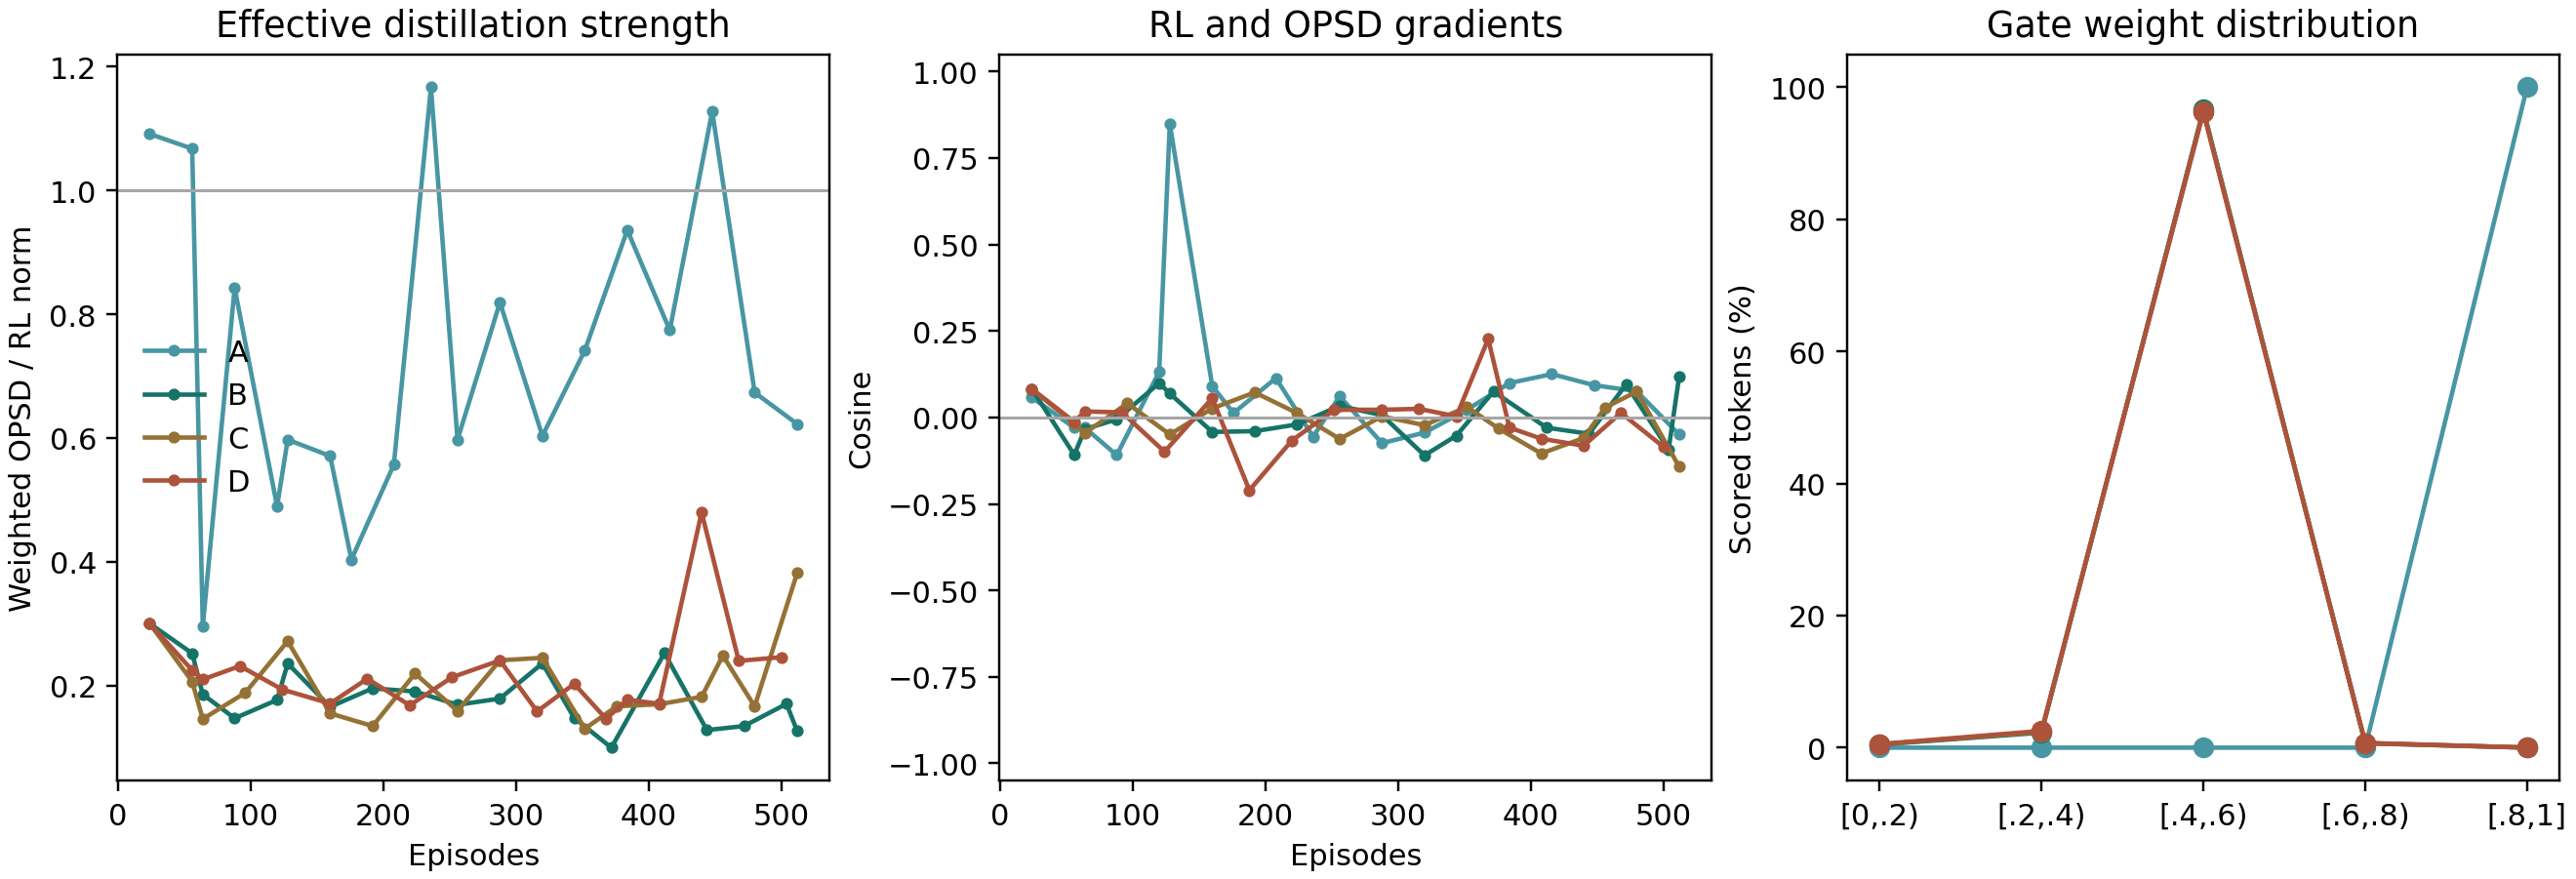 Effective distillation strength
Weighted OPSD / RL norm
1.2
1.0
0.8
0.6
0.4
0.2
A
B
C
D
0 100 200 300 400 500
Episodes
RL and OPSD gradients
Cosine
1.00
0.75
0.50
0.25
0.00
−0.25
−0.50
−0.75
−1.00
0 100 200 300 400 500
Episodes
Gate weight distribution
Scored tokens (%)
100
80
60
40
20
0
[0,.2) [.2,.4) [.4,.6) [.6,.8) [.8,1]